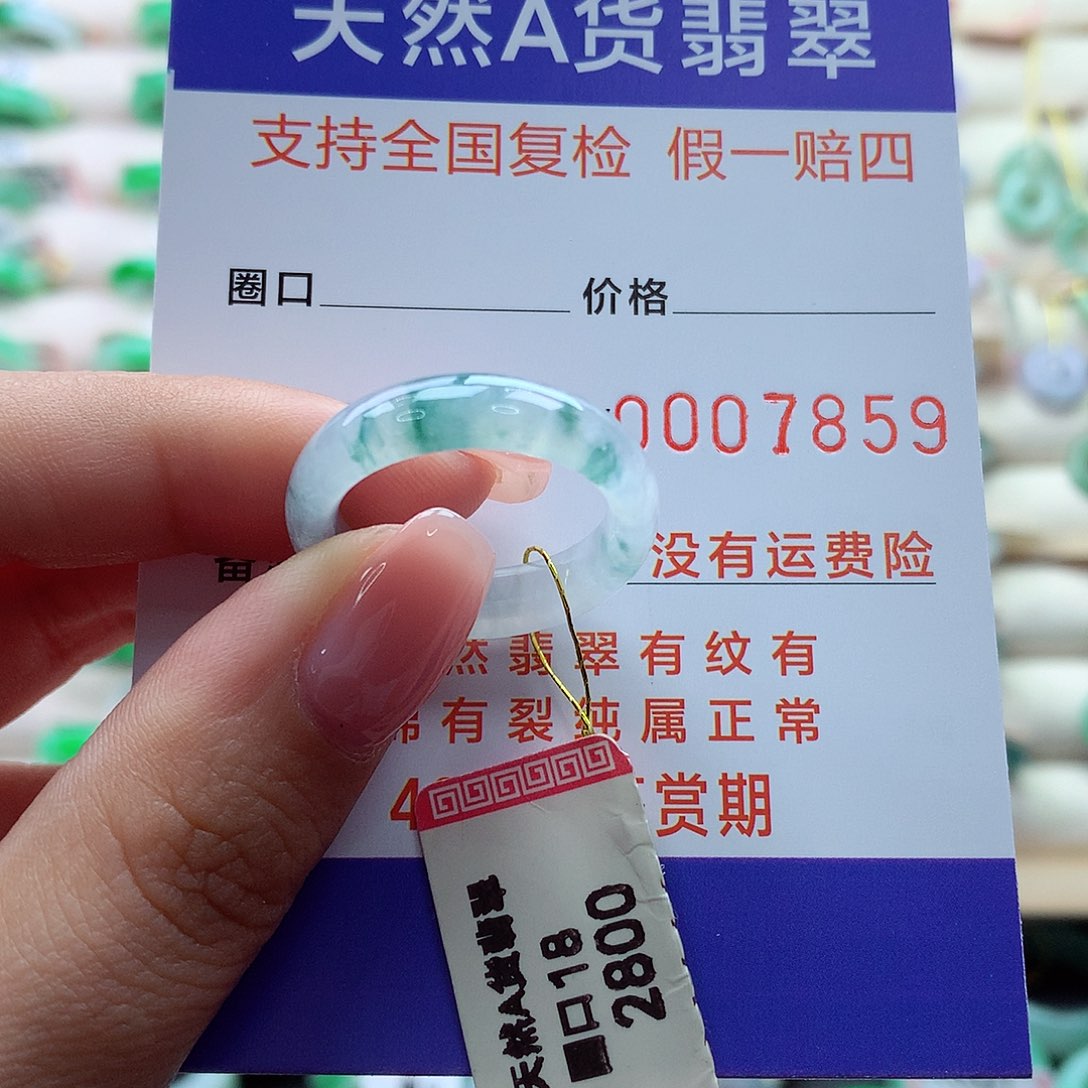 天然A货翡翠
支持全国复检 假一赔四
圈口 价格
0007859
没有运费险
然翡翠有纹有
棉有裂纯属正常
赏期
天然A货翡翠
圈口18
2800